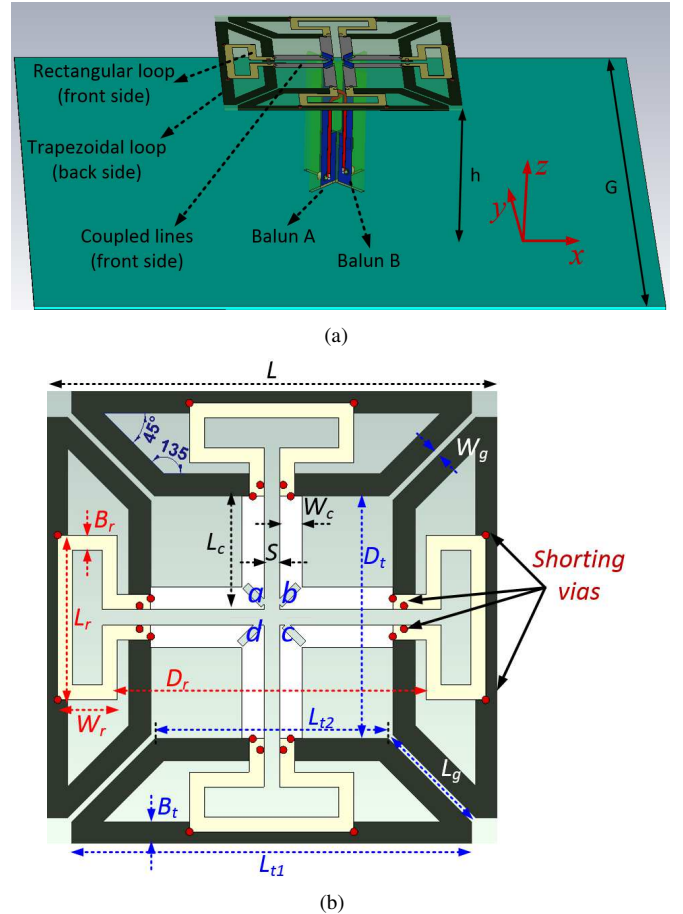 Rectangular loop
(front side)
Trapezoidal loop
(back side)
Coupled lines
(front side)
Balun A
Balun B
h
G
z
y
x
(a)
L
45°
135
W_g
B_r
L_c
W_c
S
D_t
a
b
Shorting
vias
L_r
d
c
D_r
W_r
L_t2
L_g
B_t
L_t1
(b)